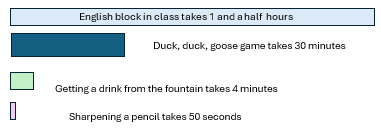 English block in class takes 1 and a half hours
Duck, duck, goose game takes 30 minutes
Getting a drink from the fountain takes 4 minutes
Sharpening a pencil takes 50 seconds